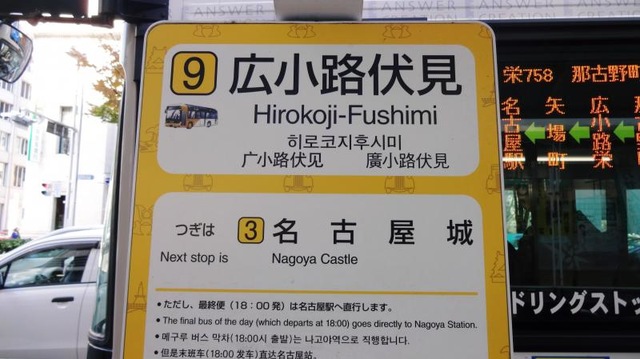 9 広小路伏見
Hirokoji-Fushimi
히로코지후시미
广小路伏见 廣小路伏見
つぎは 3 名古屋城
Next stop is Nagoya Castle
• ただし、最終便（18：00 発）は名古屋駅へ直行します。
• The final bus of the day (which departs at 18:00) goes directly to Nagoya Station.
• 메구루 버스 막차(18:00시 출발)는 나고야역으로 직행합니다.
• 但是末班车(18:00 发车)直达名古屋站。
栄758 那古野町
名古屋駅 ← 矢場町 ← 広小路栄 ←
ドリングストッ